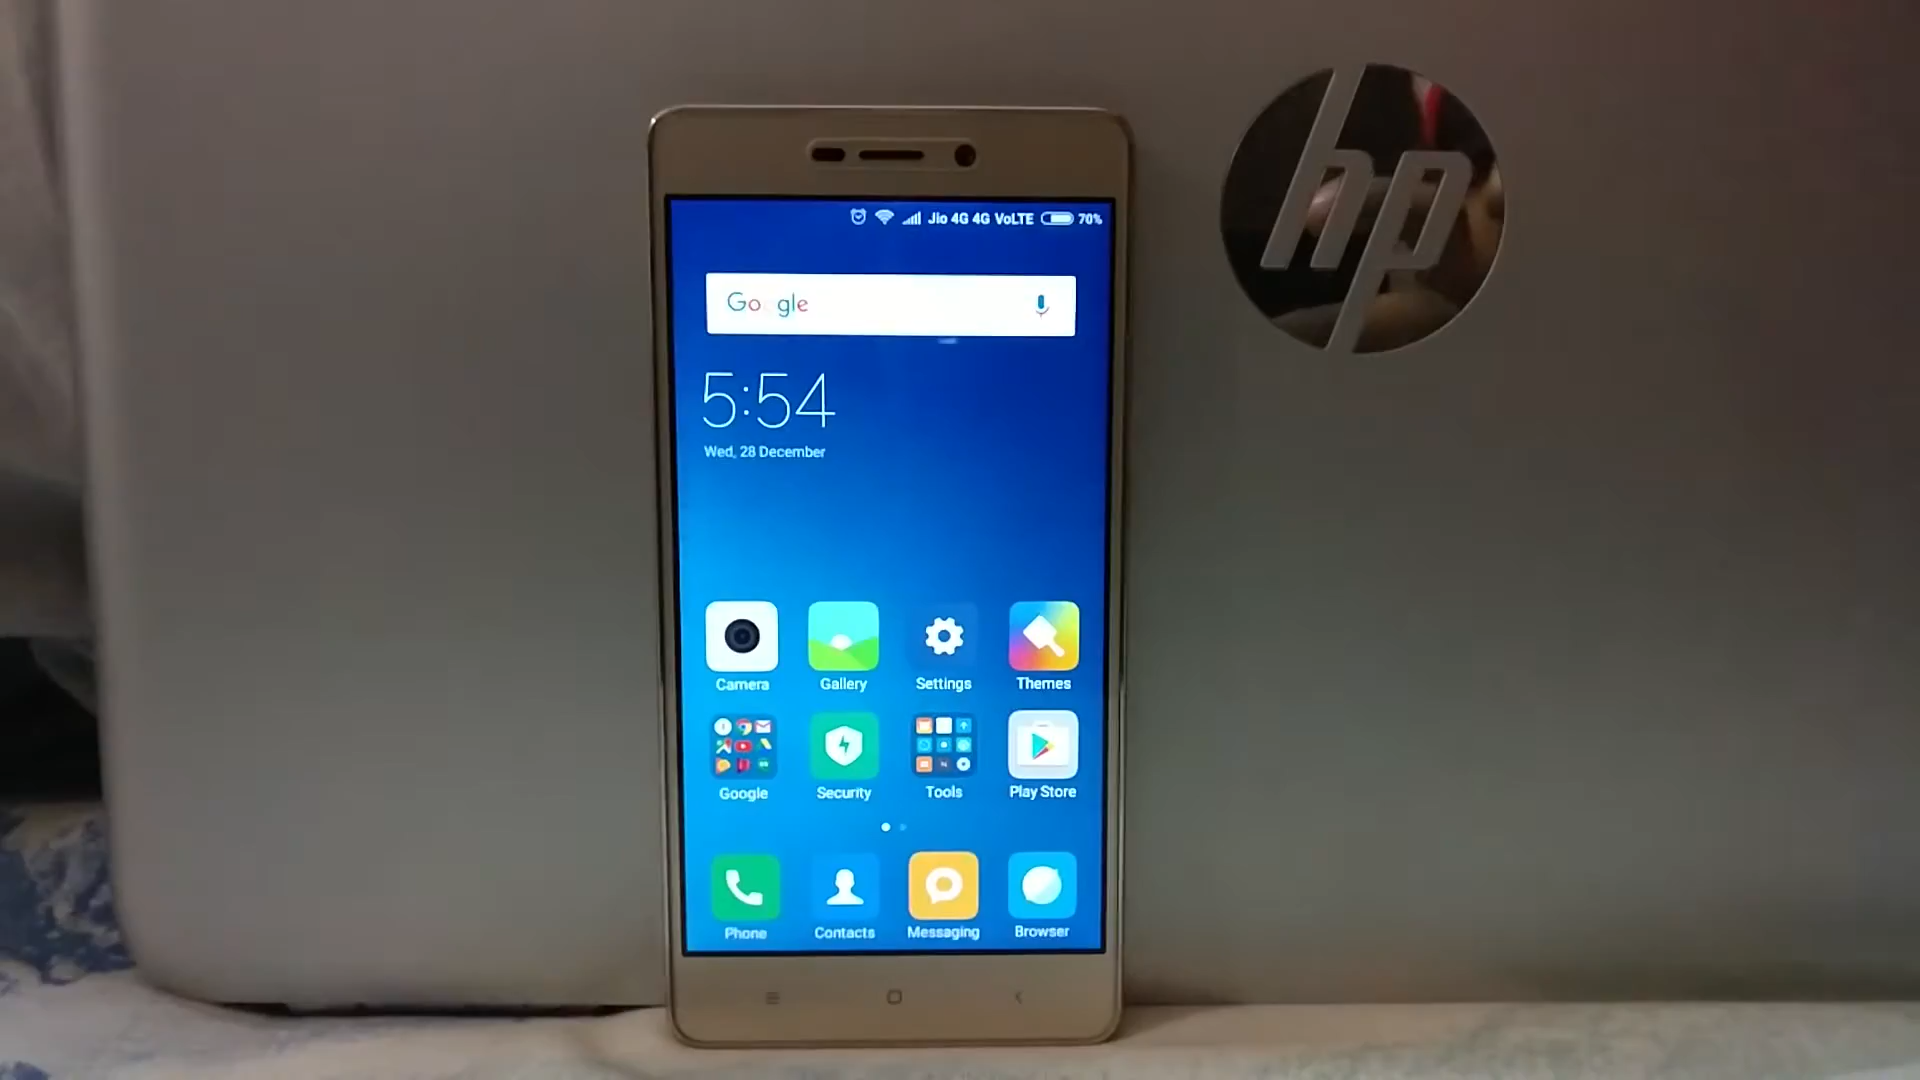 hp
Jio 4G 4G VoLTE 70%
Google
5:54
Wed, 28 December
Camera Gallery Settings Themes
Google Security Tools Play Store
Phone Contacts Messaging Browser